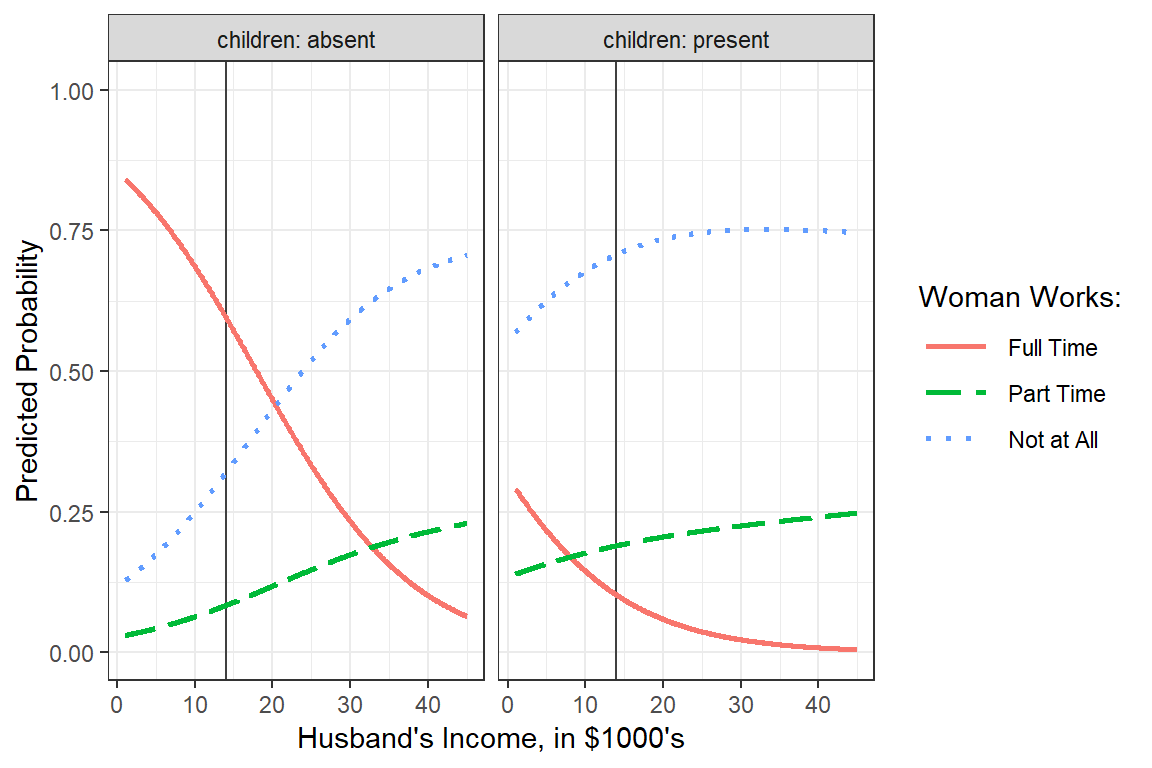 children: absent
children: present
1.00
0.75
0.50
0.25
0.00
Predicted Probability
0 10 20 30 40
0 10 20 30 40
Husband's Income, in $1000's
Woman Works:
Full Time
Part Time
Not at All